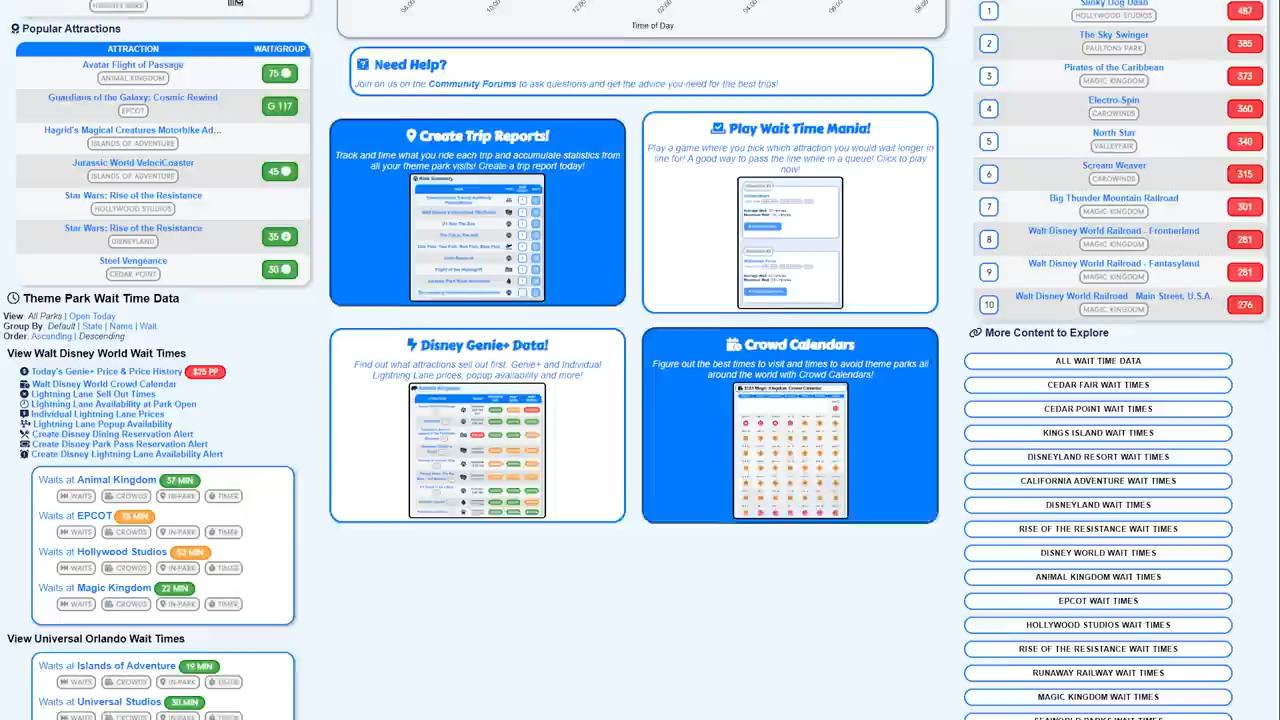 Popular Attractions
ATTRACTION WAIT/GROUP
Avatar Flight of Passage 75
ANIMAL KINGDOM
Guardians of the Galaxy: Cosmic Rewind G 117
EPCOT
Hagrid's Magical Creatures Motorbike Ad...
ISLANDS OF ADVENTURE
Jurassic World VelociCoaster 45
ISLANDS OF ADVENTURE
Star Wars: Rise of the Resistance
HOLLYWOOD STUDIOS
Star Wars: Rise of the Resistance 35
DISNEYLAND
Steel Vengeance 30
CEDAR POINT
Theme Park Wait Time Data
View: All Parks | Open Today
Group By: Default | State | Name | Wait
Order: Ascending | Descending
View Walt Disney World Wait Times
Today's Genie+ Price & Price History $25 PP
Walt Disney World Crowd Calendar
Lightning Lane Sell Out Times
Lightning Lane Availability at Park Open
Individual Lightning Lane Prices
Lightning Lane Popup Availability
Create Disney Dining Reservation Alert
Create Disney Park Pass Reservation Alert
Create Disney Lightning Lane Availability Alert
Waits at Animal Kingdom 37 MIN
WAITS CROWDS IN-PARK TIMER
Waits at EPCOT 35 MIN
WAITS CROWDS IN-PARK TIMER
Waits at Hollywood Studios 52 MIN
WAITS CROWDS IN-PARK TIMER
Waits at Magic Kingdom 22 MIN
WAITS CROWDS IN-PARK TIMER
View Universal Orlando Wait Times
Waits at Islands of Adventure 19 MIN
WAITS CROWDS IN-PARK TIMER
Waits at Universal Studios 30 MIN
WAITS CROWDS IN-PARK TIMER
Time of Day
Need Help?
Join on us on the Community Forums to ask questions and get the advice you need for the best trips!
Create Trip Reports!
Track and time what you ride each trip and accumulate statistics from
all your theme park visits! Create a trip report today!
Play Wait Time Mania!
Play a game where you pick which attraction you would wait longer in
line for! A good way to pass the line while in a queue! Click to play
now!
Disney Genie+ Data!
Find out what attractions sell out first. Genie+ and Individual
Lightning Lane prices, popup availability and more!
Crowd Calendars
Figure out the best times to visit and times to avoid theme parks all
around the world with Crowd Calendars!
2023 Magic Kingdom Crowd Calendar
1 Slinky Dog Dash 487
HOLLYWOOD STUDIOS
2 The Sky Swinger 385
PAULTONS PARK
3 Pirates of the Caribbean 373
MAGIC KINGDOM
4 Electro-Spin 360
CAROWINDS
5 North Star 340
VALLEYFAIR
6 Scream Weaver 315
CAROWINDS
7 Big Thunder Mountain Railroad 301
MAGIC KINGDOM
8 Walt Disney World Railroad - Frontierland 281
MAGIC KINGDOM
9 Walt Disney World Railroad - Fantasyland 281
MAGIC KINGDOM
10 Walt Disney World Railroad - Main Street, U.S.A. 276
MAGIC KINGDOM
More Content to Explore
ALL WAIT TIME DATA
CEDAR FAIR WAIT TIMES
CEDAR POINT WAIT TIMES
KINGS ISLAND WAIT TIMES
DISNEYLAND RESORT WAIT TIMES
CALIFORNIA ADVENTURE WAIT TIMES
DISNEYLAND WAIT TIMES
RISE OF THE RESISTANCE WAIT TIMES
DISNEY WORLD WAIT TIMES
ANIMAL KINGDOM WAIT TIMES
EPCOT WAIT TIMES
HOLLYWOOD STUDIOS WAIT TIMES
RISE OF THE RESISTANCE WAIT TIMES
RUNAWAY RAILWAY WAIT TIMES
MAGIC KINGDOM WAIT TIMES
SEAWORLD PARKS WAIT TIMES